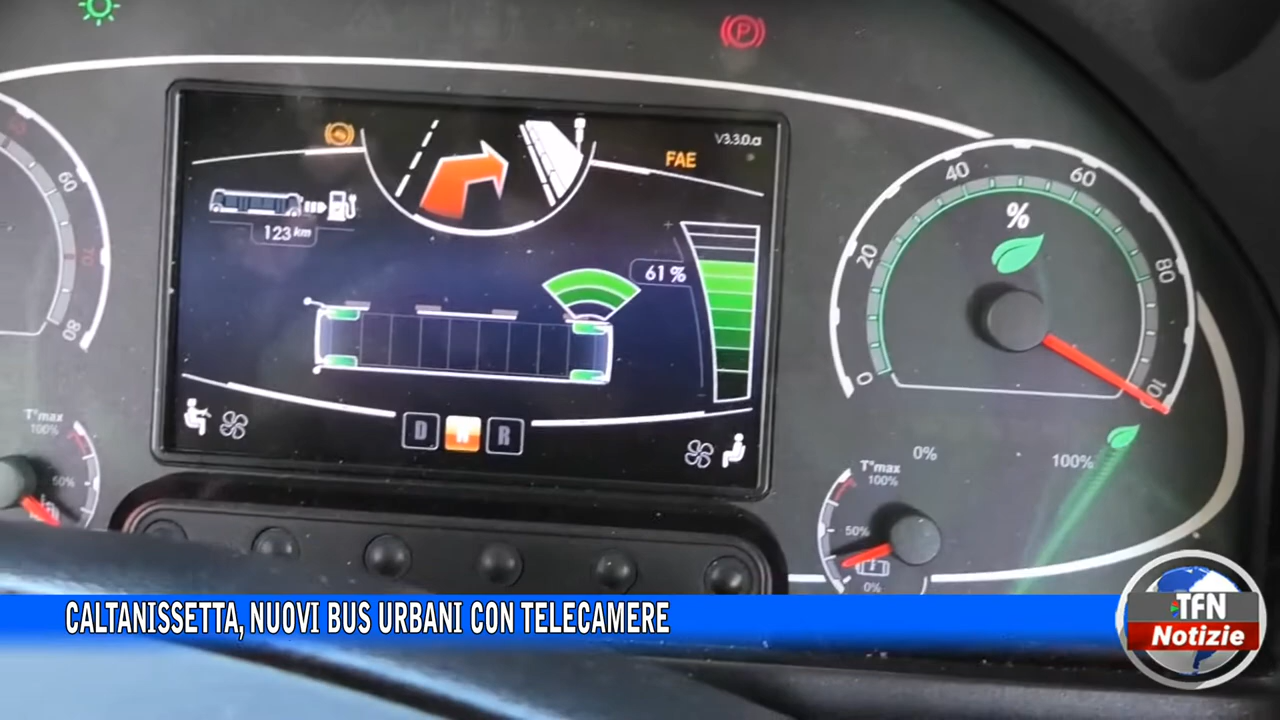 60
70
80
T°max
100%
50%
V3.3.0.a
FAE
123 km
61 %
D N R
20 40 60 80
%
0
0%
100%
T°max
100%
50%
0%
CALTANISSETTA, NUOVI BUS URBANI CON TELECAMERE
TFN
Notizie